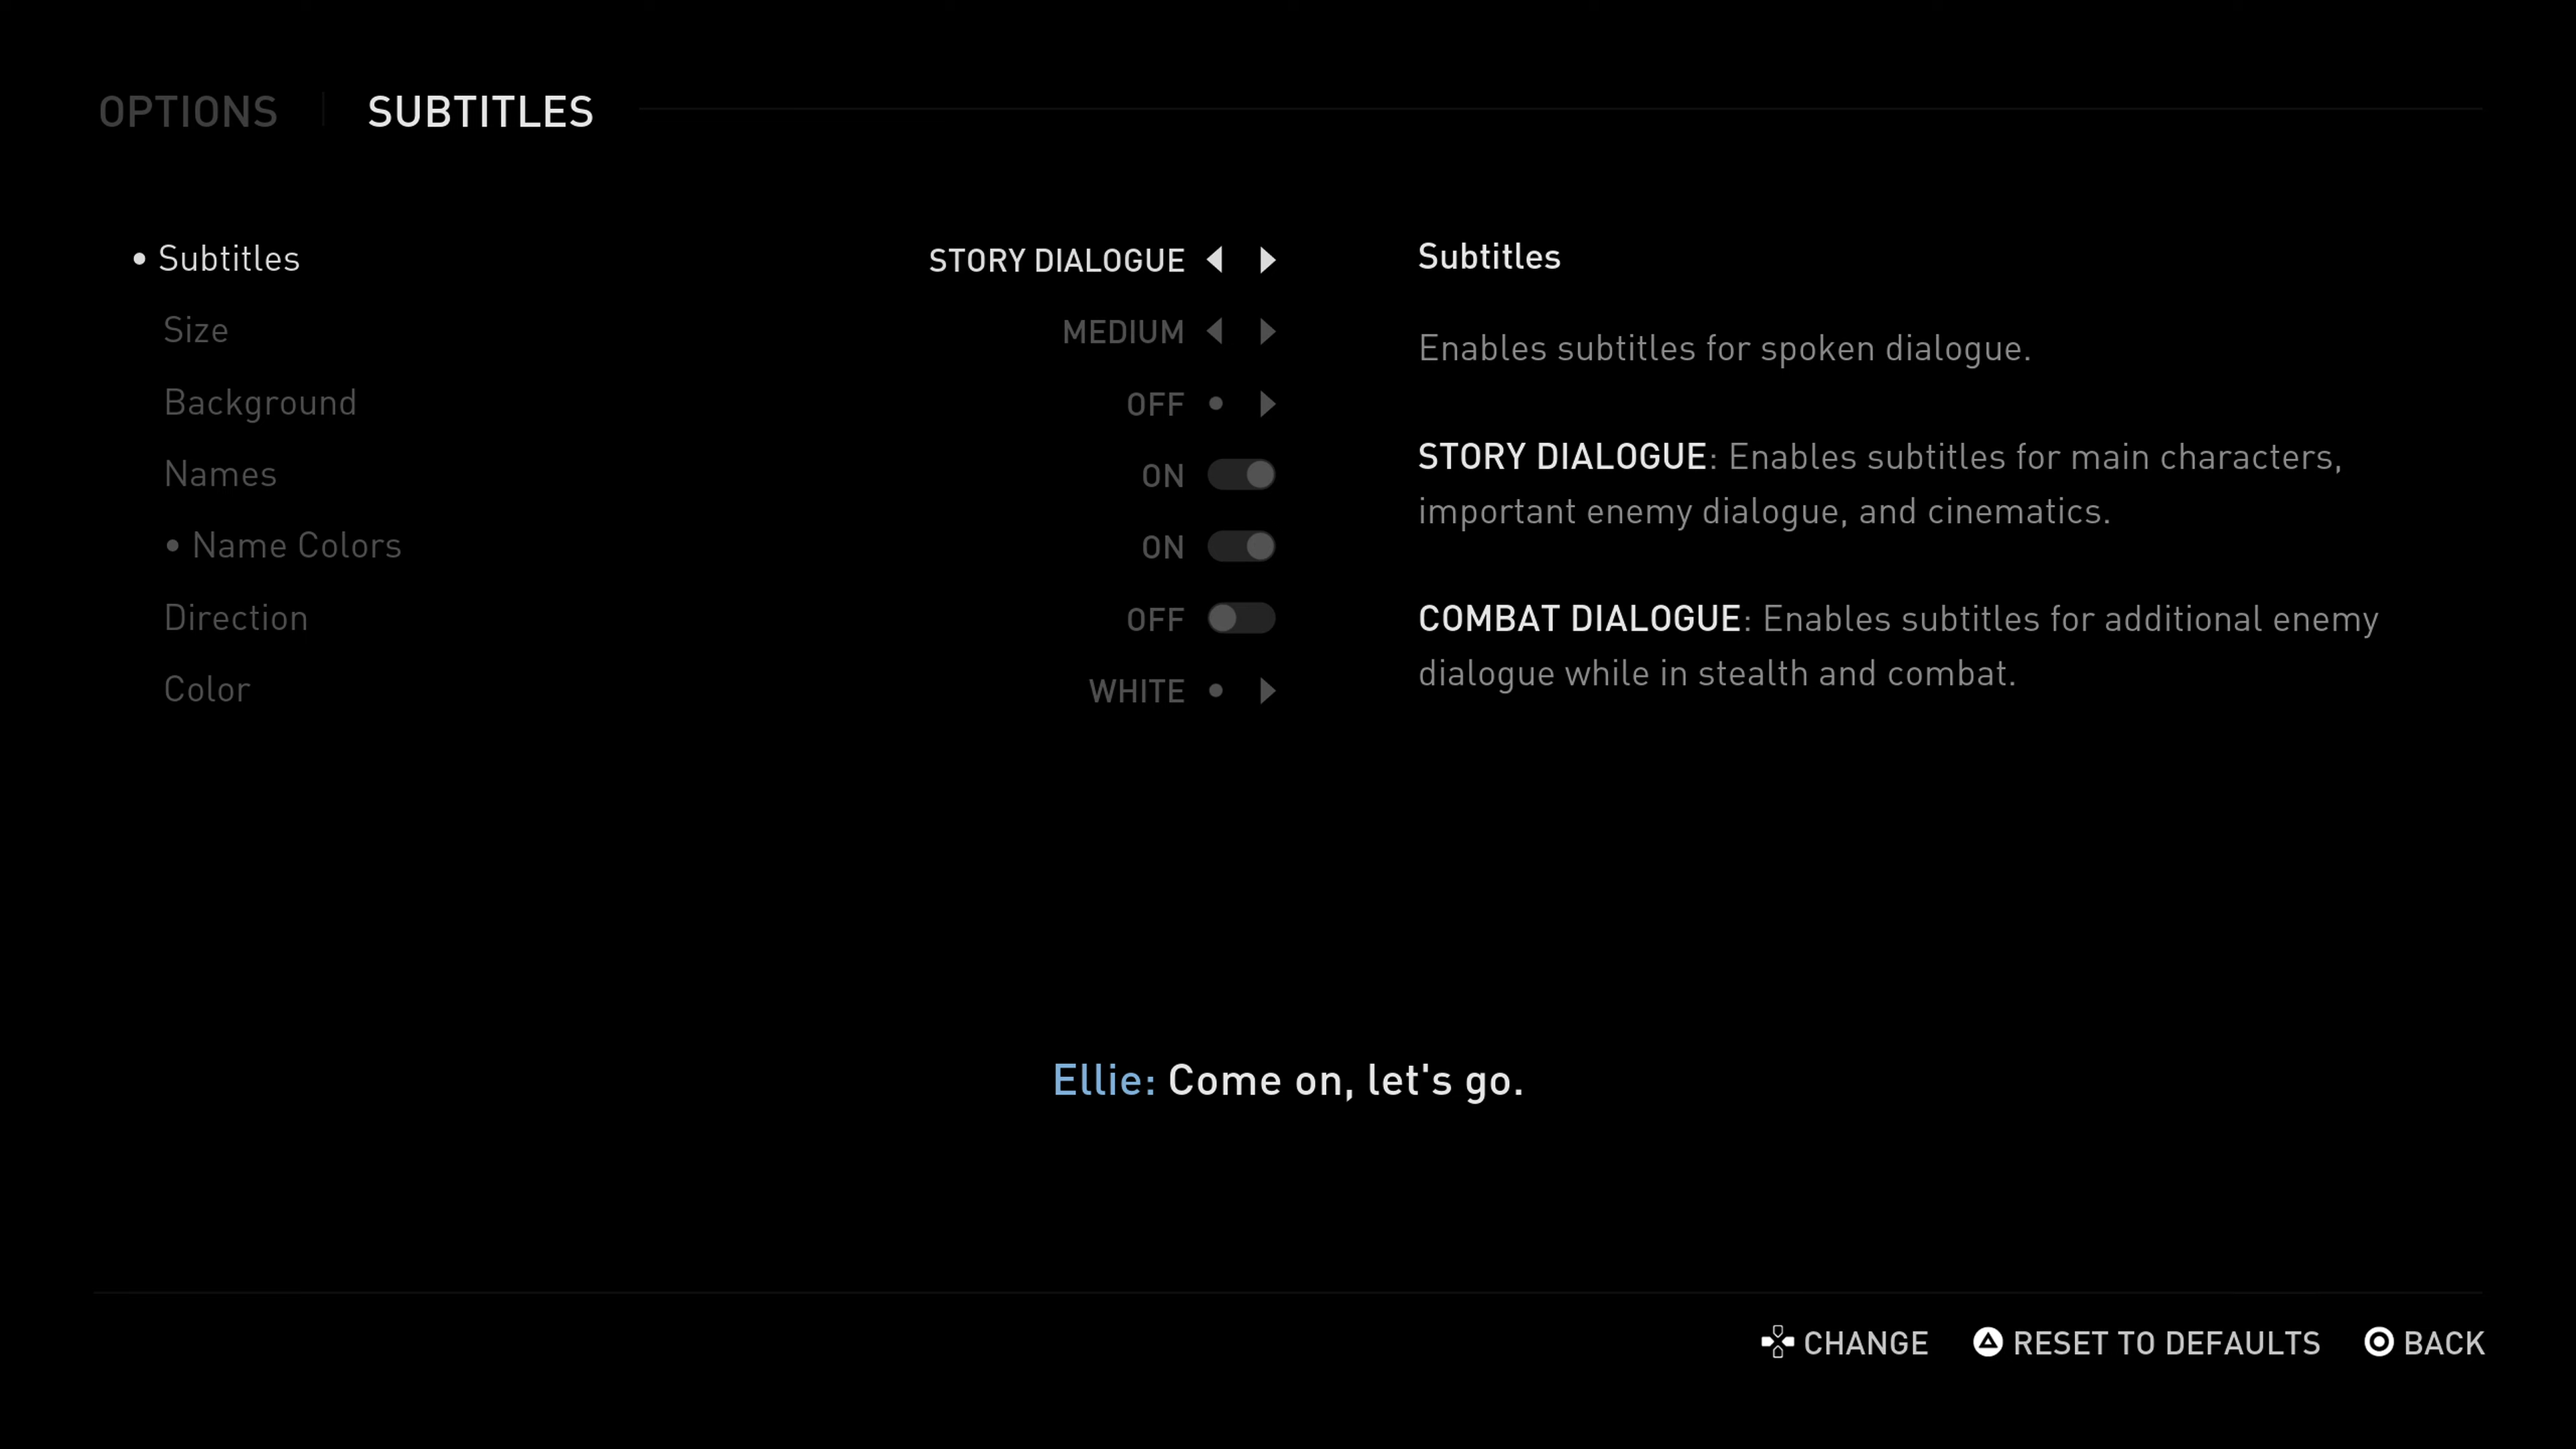 OPTIONS SUBTITLES
• Subtitles STORY DIALOGUE
Size MEDIUM
Background OFF
Names ON
• Name Colors ON
Direction OFF
Color WHITE
Subtitles
Enables subtitles for spoken dialogue.
STORY DIALOGUE: Enables subtitles for main characters,
important enemy dialogue, and cinematics.
COMBAT DIALOGUE: Enables subtitles for additional enemy
dialogue while in stealth and combat.
Ellie: Come on, let's go.
CHANGE RESET TO DEFAULTS BACK